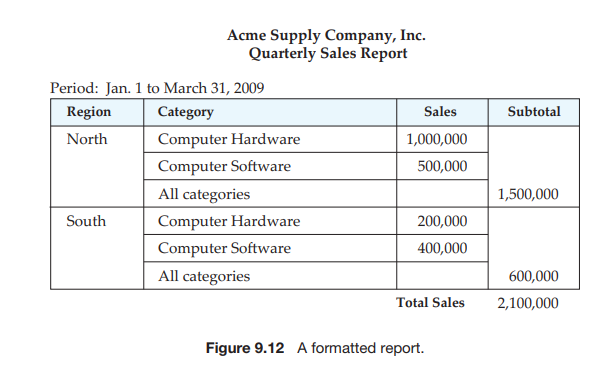 Acme Supply Company, Inc.
Quarterly Sales Report
Period: Jan. 1 to March 31, 2009
Region Category Sales Subtotal
North Computer Hardware 1,000,000
Computer Software 500,000
All categories 1,500,000
South Computer Hardware 200,000
Computer Software 400,000
All categories 600,000
Total Sales 2,100,000
Figure 9.12 A formatted report.